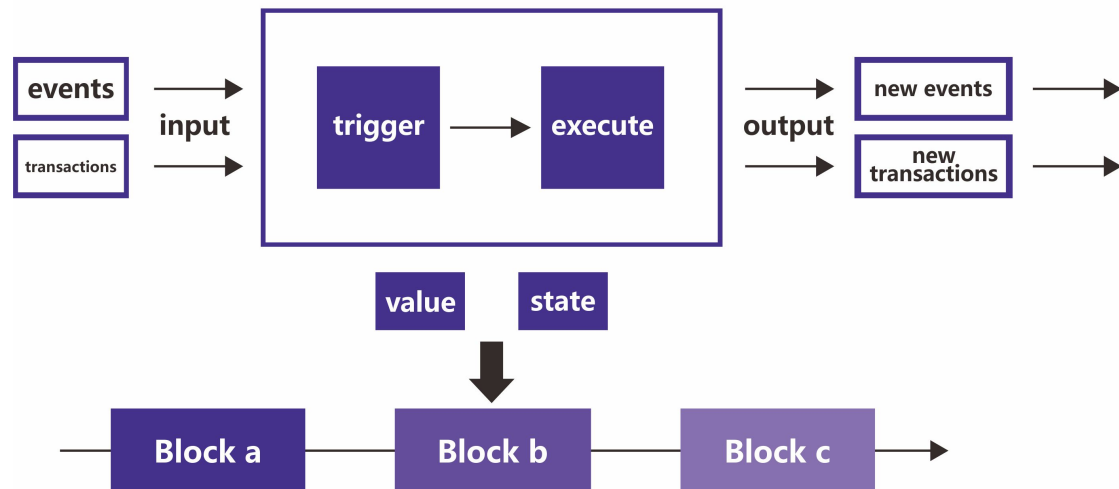 events
transactions
input
trigger
execute
output
new events
new
transactions
value
state
Block a
Block b
Block c